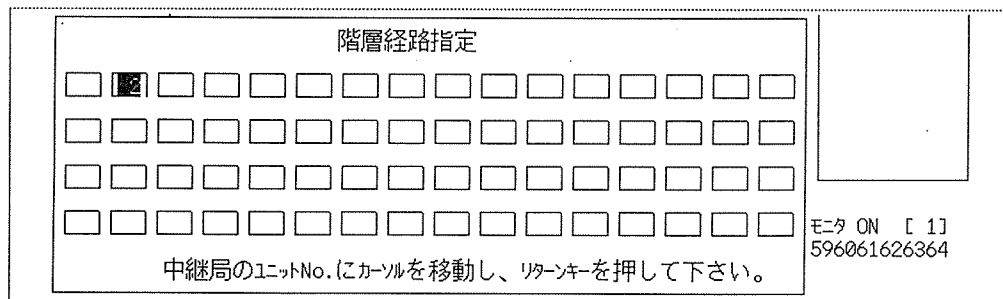 階層経路指定
2
中継局のﾕﾆｯﾄNo.にｶｰｿﾙを移動し、ﾘﾀｰﾝｷｰを押して下さい。
ﾓﾆﾀ ON [ 1]
596061626364